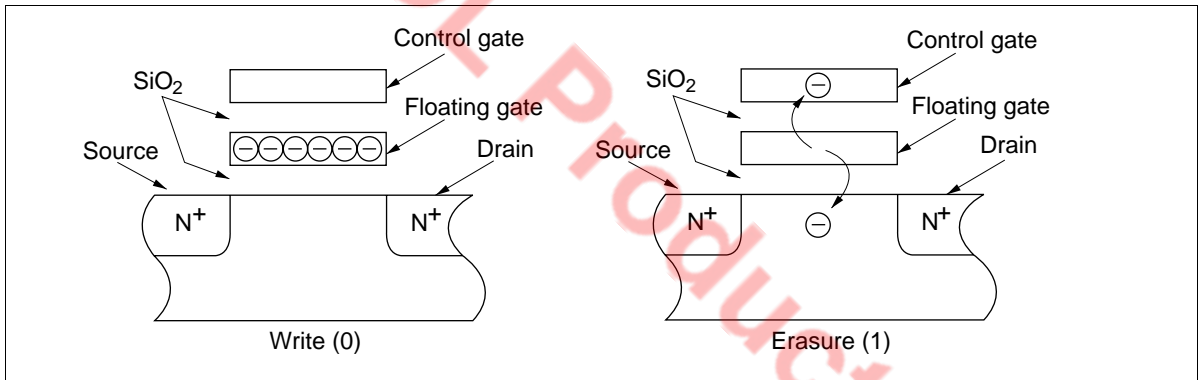 Control gate
SiO2
Floating gate
Source
Drain
N+
N+
Write (0)
Control gate
SiO2
Floating gate
Source
Drain
N+
N+
Erasure (1)
L Product